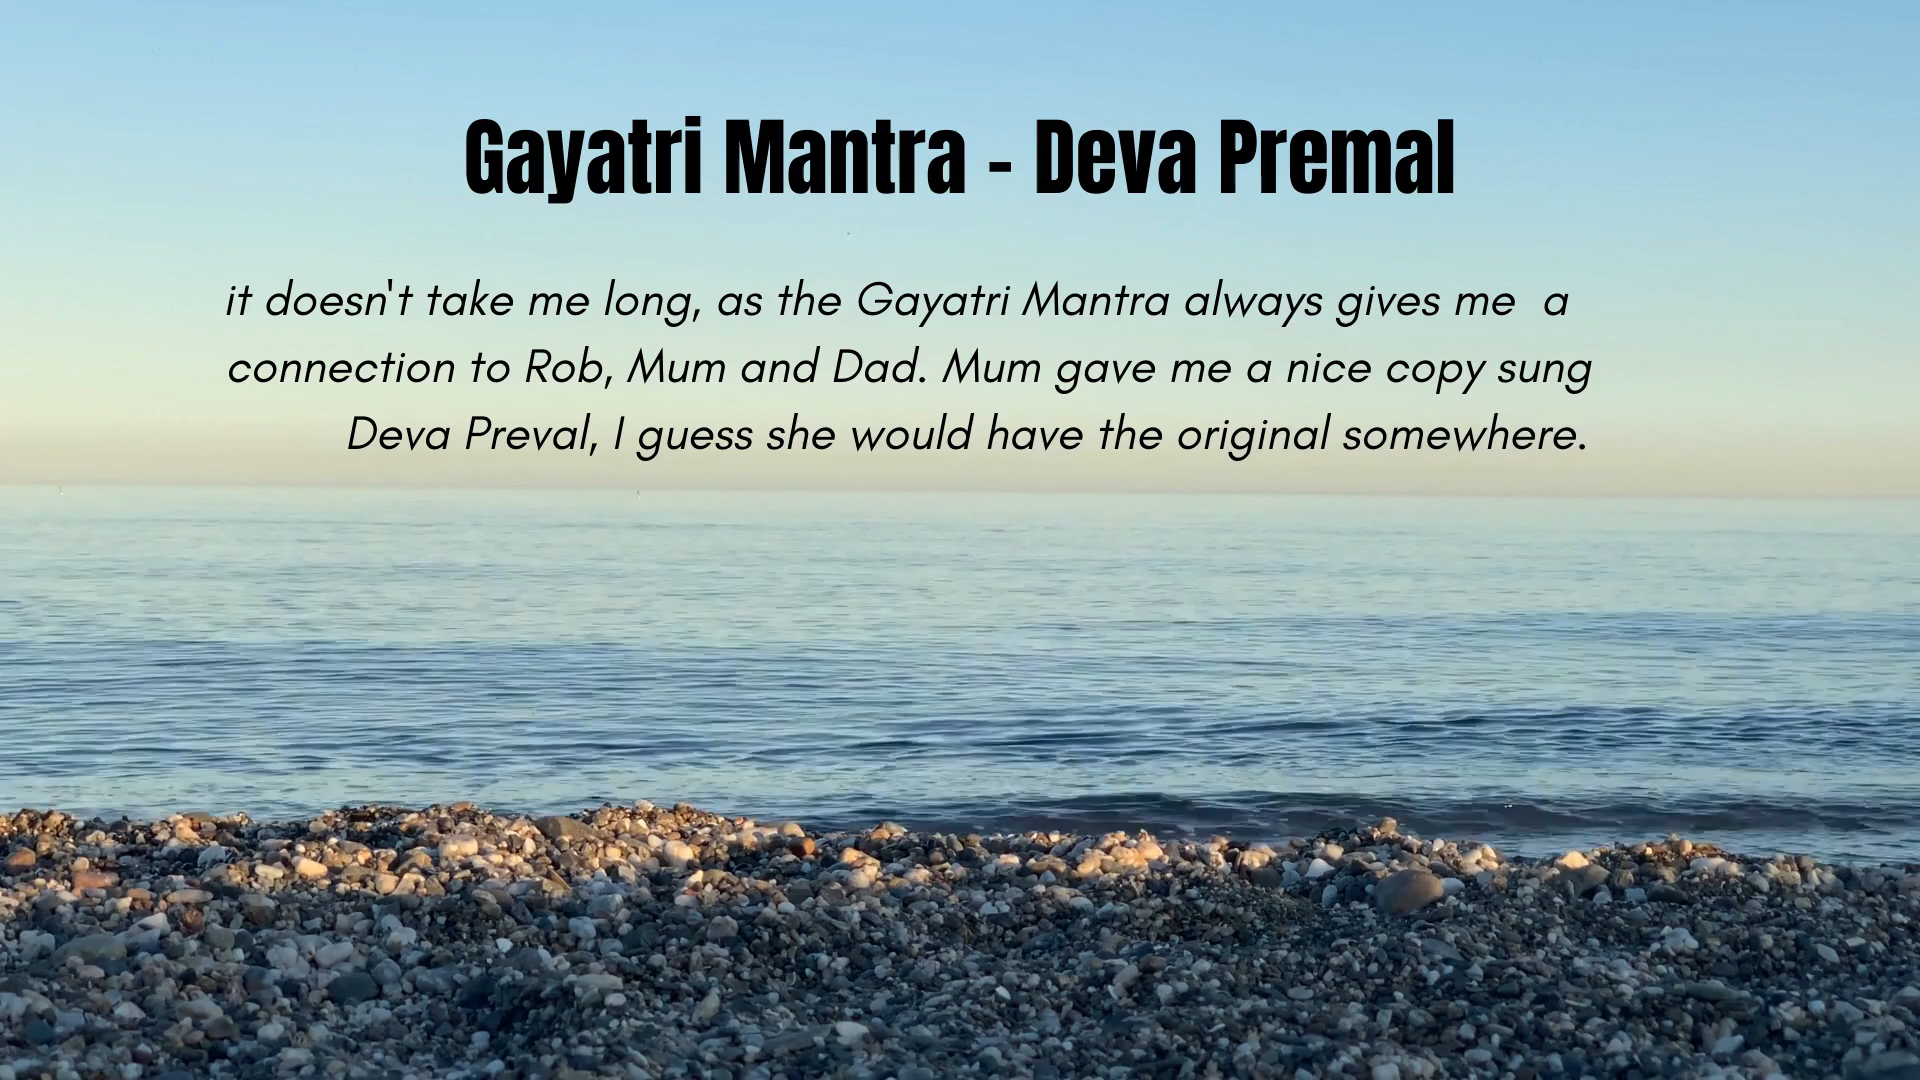 Gayatri Mantra - Deva Premal
it doesn't take me long, as the Gayatri Mantra always gives me  a
connection to Rob, Mum and Dad. Mum gave me a nice copy sung
Deva Preval, I guess she would have the original somewhere.